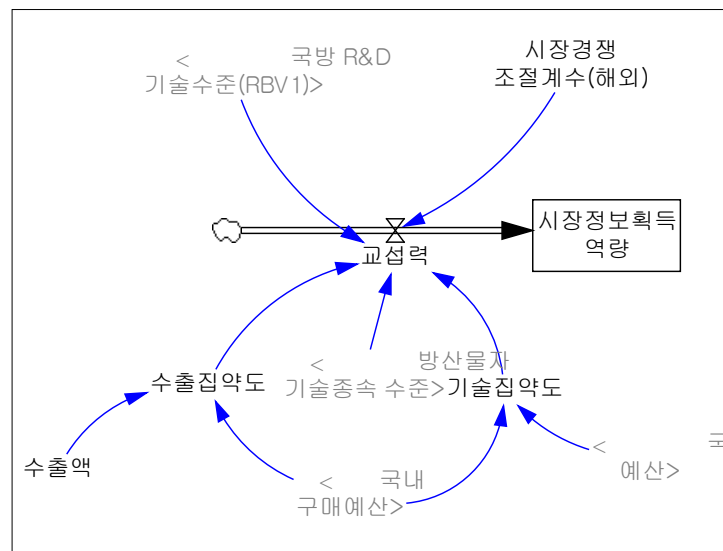 < 국방 R&D
기술수준(RBV1)>
시장경쟁
조절계수(해외)
시장정보획득
역량
교섭력
수출집약도
< 방산물자
기술종속 수준>
기술집약도
수출액
< 국내
구매예산>
<
예산>